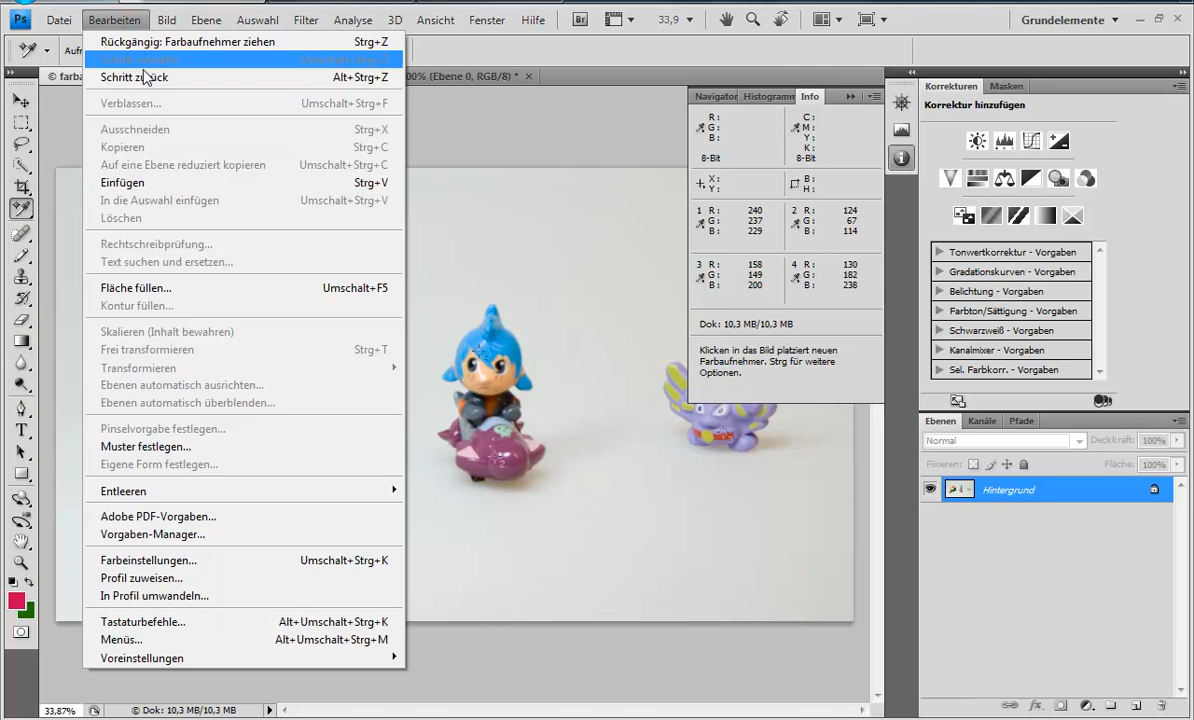 Ps Datei Bearbeiten Bild Ebene Auswahl Filter Analyse 3D Ansicht Fenster Hilfe Br 33,9 Grundelemente
Rückgängig: Farbaufnehmer ziehen Strg+Z
Schritt zurück Alt+Strg+Z
Verblassen... Umschalt+Strg+F
Ausschneiden Strg+X
Kopieren Strg+C
Auf eine Ebene reduziert kopieren Umschalt+Strg+C
Einfügen Strg+V
In die Auswahl einfügen Umschalt+Strg+V
Löschen
Rechtschreibprüfung...
Text suchen und ersetzen...
Fläche füllen... Umschalt+F5
Kontur füllen...
Skalieren (Inhalt bewahren)
Frei transformieren Strg+T
Transformieren
Ebenen automatisch ausrichten...
Ebenen automatisch überblenden...
Pinselvorgabe festlegen...
Muster festlegen...
Eigene Form festlegen...
Entleeren
Adobe PDF-Vorgaben...
Vorgaben-Manager...
Farbeinstellungen... Umschalt+Strg+K
Profil zuweisen...
In Profil umwandeln...
Tastaturbefehle... Alt+Umschalt+Strg+K
Menüs... Alt+Umschalt+Strg+M
Voreinstellungen
00% (Ebene 0, RGB/8) *
Navigator Histogramm Info
R: C:
G: M:
B: Y:
K:
8-Bit 8-Bit
X: B:
Y: H:
1 R: 240 2 R: 124
G: 237 G: 67
B: 229 B: 114
3 R: 158 4 R: 130
G: 149 G: 182
B: 200 B: 238
Dok: 10,3 MB/10,3 MB
Klicken in das Bild platziert neuen
Farbaufnehmer. Strg für weitere
Optionen.
Korrekturen Masken
Korrektur hinzufügen
Tonwertkorrektur - Vorgaben
Gradationskurven - Vorgaben
Belichtung - Vorgaben
Farbton/Sättigung - Vorgaben
Schwarzweiß - Vorgaben
Kanalmixer - Vorgaben
Sel. Farbkorr. - Vorgaben
Ebenen Kanäle Pfade
Normal Deckkraft: 100%
Fixieren: Fläche: 100%
Hintergrund
33,87% © Dok: 10,3 MB/10,3 MB